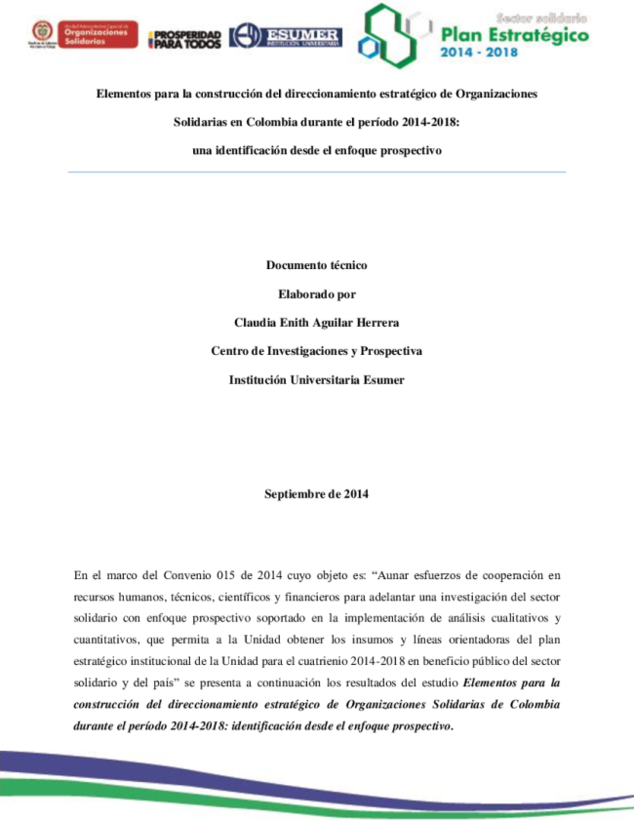 Organizaciones
Solidarias
PROSPERIDAD
PARA TODOS
ESUMER
INSTITUCIÓN UNIVERSITARIA
Sector solidario
Plan Estratégico
2014 - 2018
Elementos para la construcción del direccionamiento estratégico de Organizaciones
Solidarias en Colombia durante el período 2014-2018:
una identificación desde el enfoque prospectivo
Documento técnico
Elaborado por
Claudia Enith Aguilar Herrera
Centro de Investigaciones y Prospectiva
Institución Universitaria Esumer
Septiembre de 2014
En el marco del Convenio 015 de 2014 cuyo objeto es: “Aunar esfuerzos de cooperación en
recursos humanos, técnicos, científicos y financieros para adelantar una investigación del sector
solidario con enfoque prospectivo soportado en la implementación de análisis cualitativos y
cuantitativos, que permita a la Unidad obtener los insumos y líneas orientadoras del plan
estratégico institucional de la Unidad para el cuatrienio 2014-2018 en beneficio público del sector
solidario y del país” se presenta a continuación los resultados del estudio Elementos para la
construcción del direccionamiento estratégico de Organizaciones Solidarias de Colombia
durante el período 2014-2018: identificación desde el enfoque prospectivo.